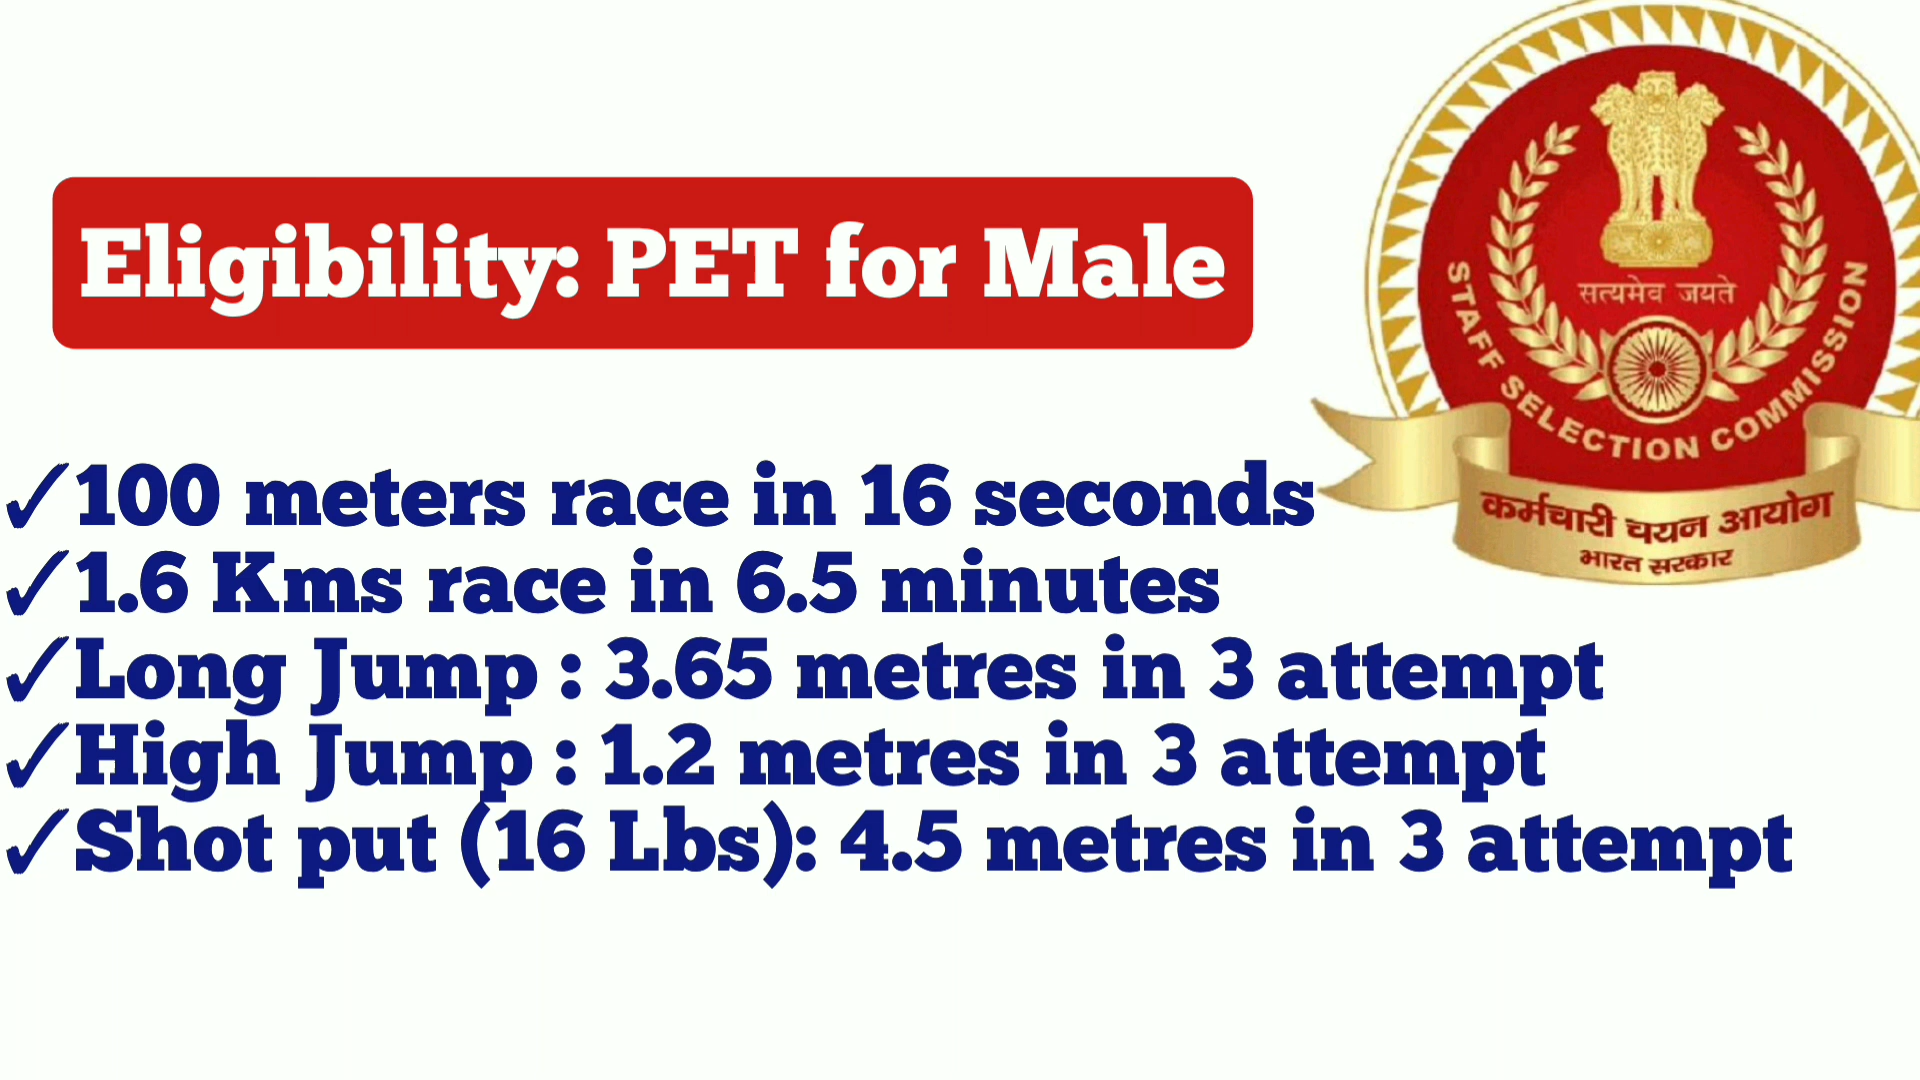 Eligibility: PET for Male
सत्यमेव जयते
STAFF SELECTION COMMISSION
कर्मचारी चयन आयोग
भारत सरकार
✓100 meters race in 16 seconds
✓1.6 Kms race in 6.5 minutes
✓Long Jump : 3.65 metres in 3 attempt
✓High Jump : 1.2 metres in 3 attempt
✓Shot put (16 Lbs): 4.5 metres in 3 attempt